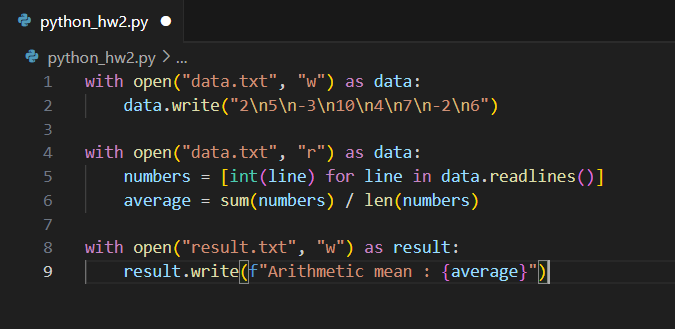 python_hw2.py ●
python_hw2.py > ...
1 with open("data.txt", "w") as data:
2     data.write("2\n5\n-3\n10\n4\n7\n-2\n6")
3
4 with open("data.txt", "r") as data:
5     numbers = [int(line) for line in data.readlines()]
6     average = sum(numbers) / len(numbers)
7
8 with open("result.txt", "w") as result:
9     result.write(f"Arithmetic mean : {average}")